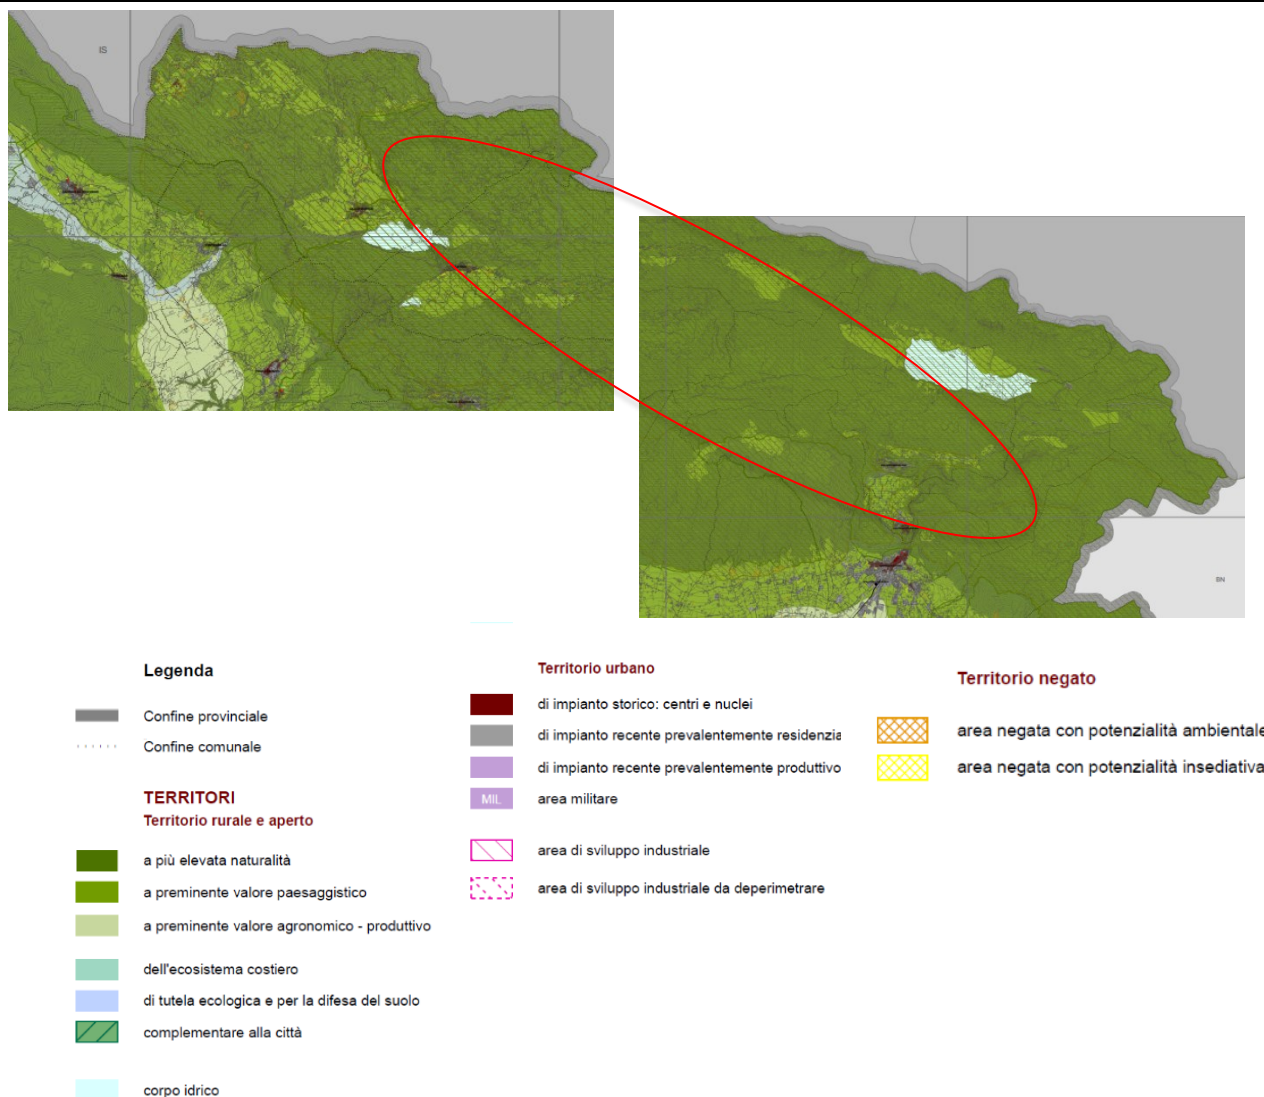 IS
BN
Legenda
Confine provinciale
Confine comunale
TERRITORI
Territorio rurale e aperto
a più elevata naturalità
a preminente valore paesaggistico
a preminente valore agronomico - produttivo
dell'ecosistema costiero
di tutela ecologica e per la difesa del suolo
complementare alla città
corpo idrico
Territorio urbano
di impianto storico: centri e nuclei
di impianto recente prevalentemente residenzia
di impianto recente prevalentemente produttivo
MIL area militare
area di sviluppo industriale
area di sviluppo industriale da deperimetrare
Territorio negato
area negata con potenzialità ambientale
area negata con potenzialità insediativa